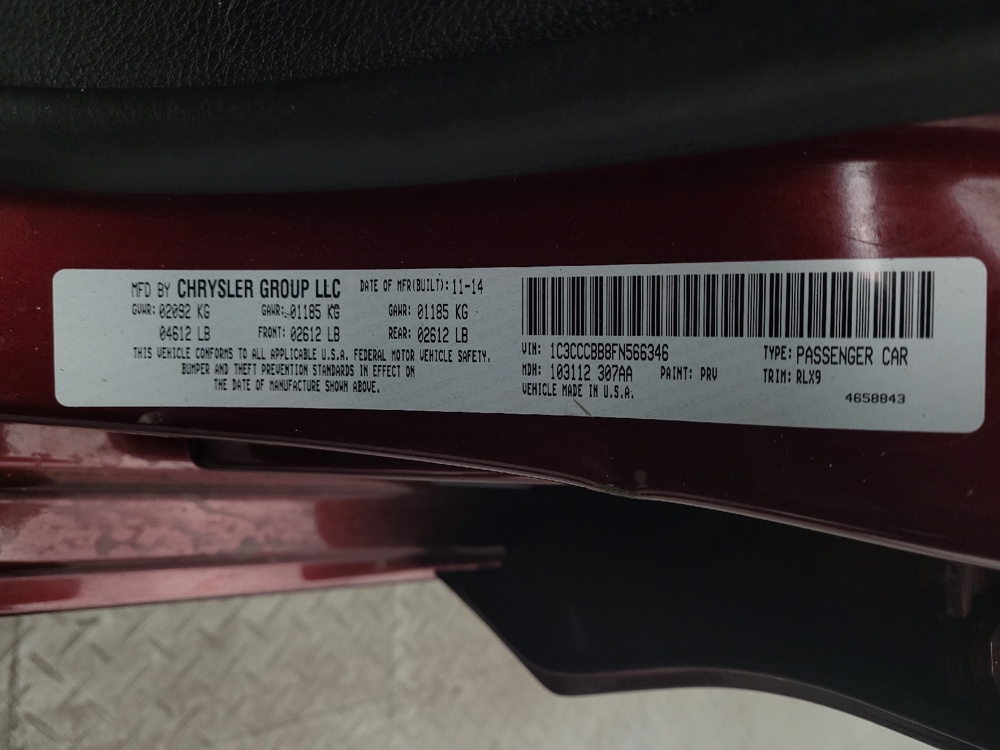 MFD BY CHRYSLER GROUP LLC DATE OF MFR(BUILT): 11-14
GVWR: 02092 KG GAWR: 01185 KG GAWR: 01185 KG
04612 LB FRONT: 02612 LB REAR: 02612 LB
THIS VEHICLE CONFORMS TO ALL APPLICABLE U.S.A. FEDERAL MOTOR VEHICLE SAFETY,
BUMPER AND THEFT PREVENTION STANDARDS IN EFFECT ON
THE DATE OF MANUFACTURE SHOWN ABOVE.
VIN: 1C3CCCBB8FN566346 TYPE: PASSENGER CAR
MDH: 103112 307AA PAINT: PRV TRIM: RLX9
VEHICLE MADE IN U.S.A. 4658843